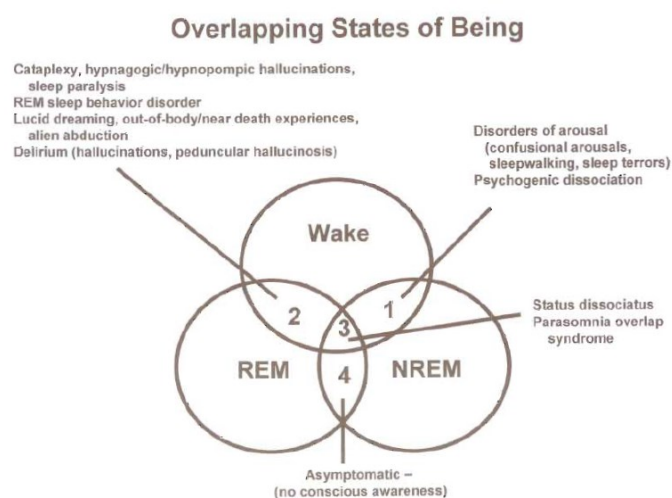 Overlapping States of Being
Cataplexy, hypnagogic/hypnopompic hallucinations,
sleep paralysis
REM sleep behavior disorder
Lucid dreaming, out-of-body/near death experiences,
alien abduction
Delirium (hallucinations, peduncular hallucinosis)
Disorders of arousal
(confusional arousals,
sleepwalking, sleep terrors)
Psychogenic dissociation
Wake
2
1
3
Status dissociatus
Parasomnia overlap
syndrome
REM
4
NREM
Asymptomatic –
(no conscious awareness)